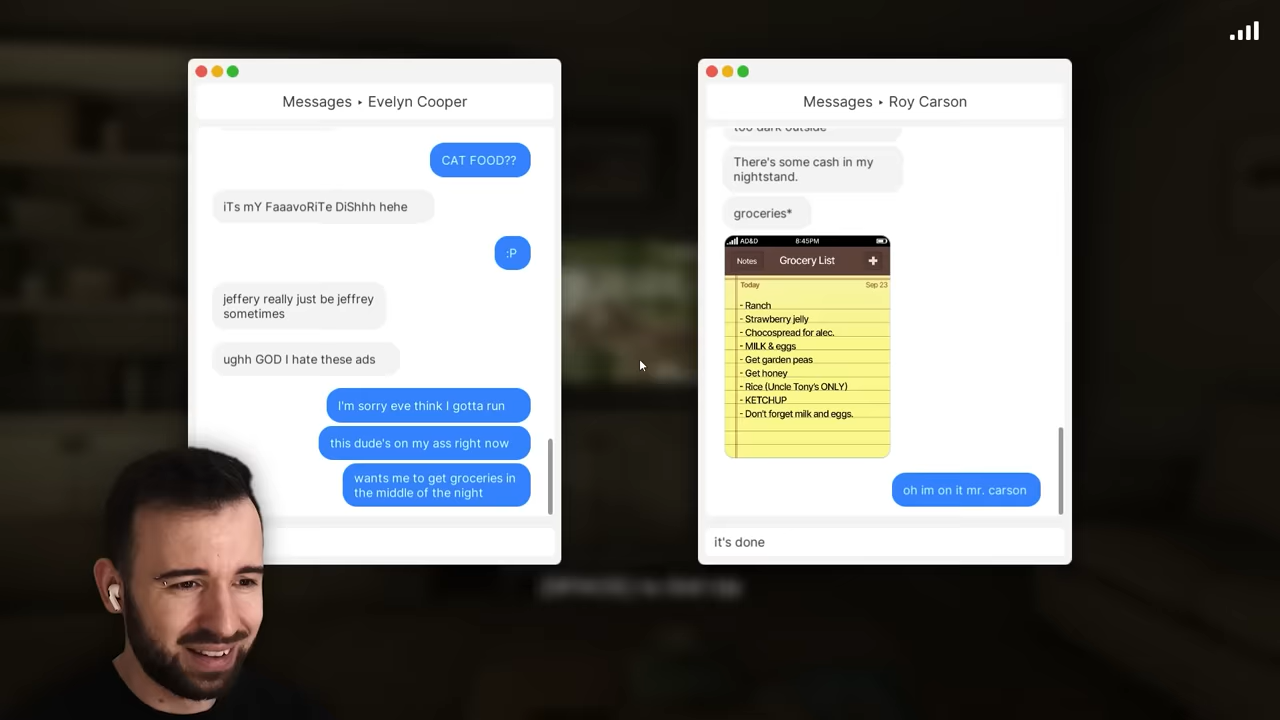 Messages ▸ Evelyn Cooper
CAT FOOD??
iTs mY FaaavoRiTe DiShhh hehe
:P
jeffery really just be jeffrey
sometimes
ughh GOD I hate these ads
I'm sorry eve think I gotta run
this dude's on my ass right now
wants me to get groceries in
the middle of the night
Messages ▸ Roy Carson
too dark outside
There's some cash in my
nightstand.
groceries*
AD&D 8:45PM
Notes Grocery List +
Today Sep 23
- Ranch
- Strawberry jelly
- Chocospread for alec.
- MILK & eggs
- Get garden peas
- Get honey
- Rice (Uncle Tony's ONLY)
- KETCHUP
- Don't forget milk and eggs.
oh im on it mr. carson
it's done